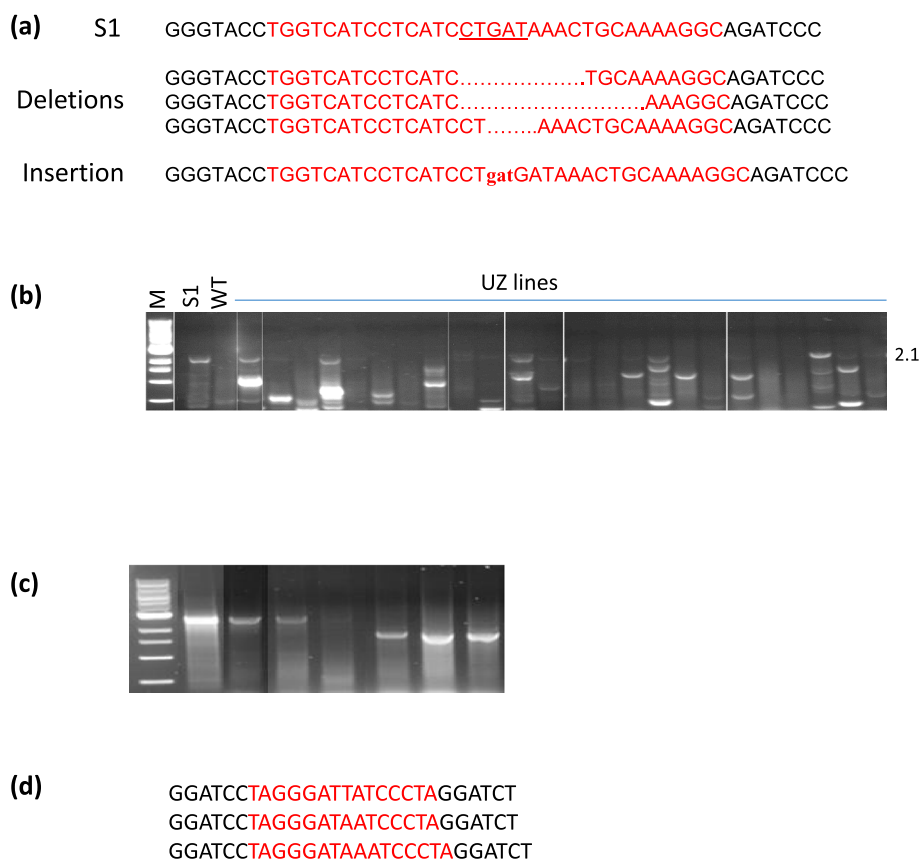 (a) S1 GGGTACCTGGTCATCCTCATCCTGATAAACTGCAAAAGGCAGATCCC
GGGTACCTGGTCATCCTCATC.....................TGCAAAAGGCAGATCCC
Deletions
GGGTACCTGGTCATCCTCATC...............................AAAGGCAGATCCC
GGGTACCTGGTCATCCTCATCCT........AAACTGCAAAAGGCAGATCCC
Insertion GGGTACCTGGTCATCCTCATCCTgatGATAAACTGCAAAAGGCAGATCCC
(b) M S1 WT UZ lines
2.1
(c)
(d)
GGATCCTAGGGATTATCCCTAGGATCT
GGATCCTAGGGATAATCCCTAGGATCT
GGATCCTAGGGATAAATCCCTAGGATCT